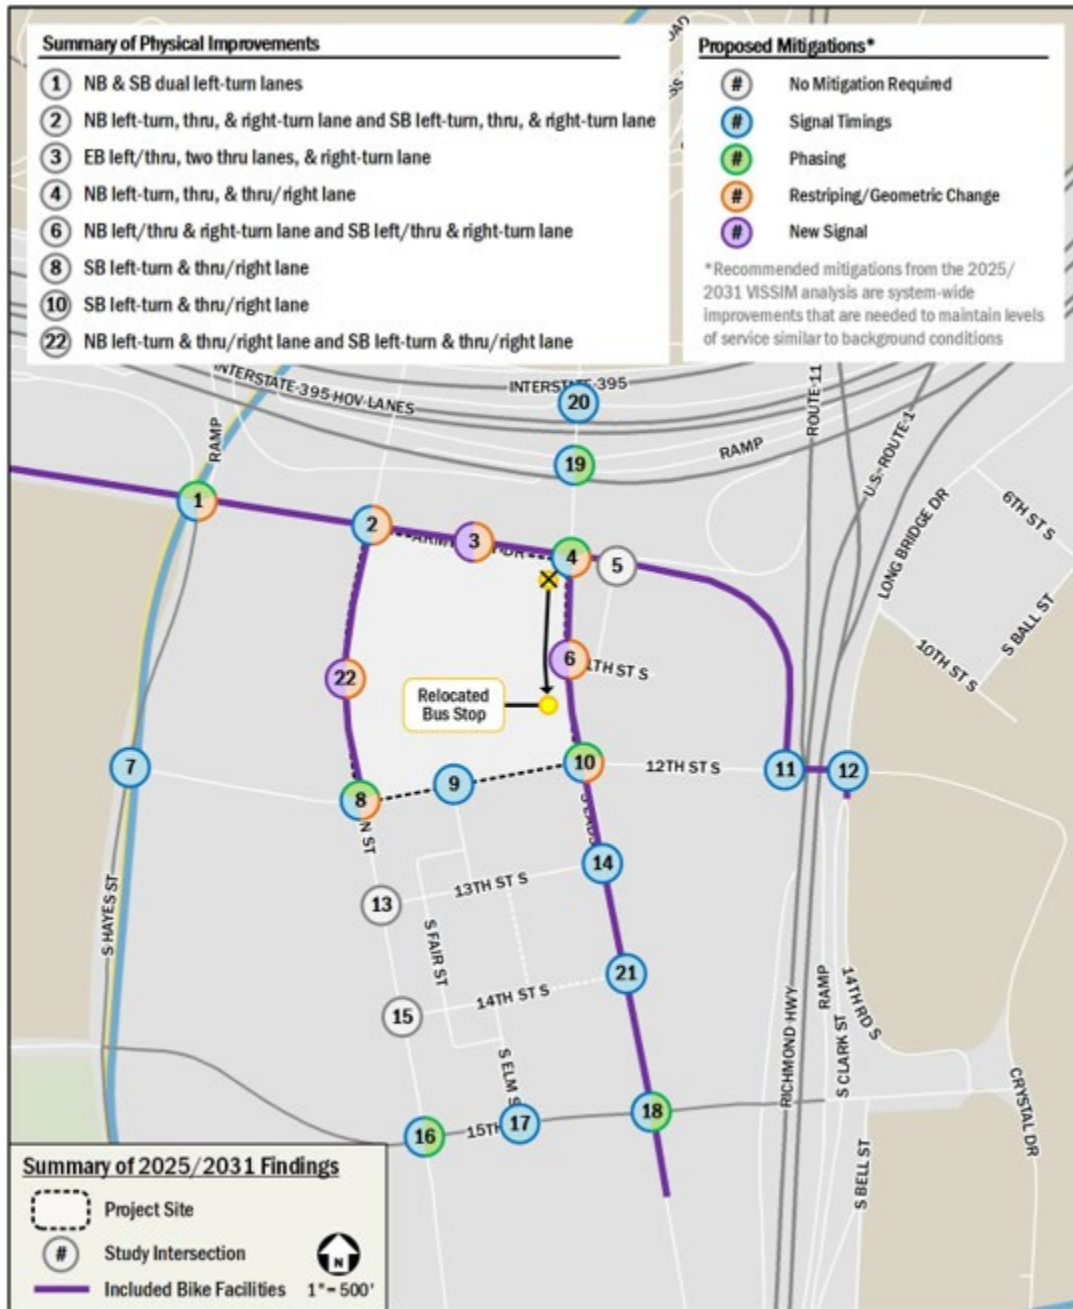 Summary of Physical Improvements
1 NB & SB dual left-turn lanes
2 NB left-turn, thru, & right-turn lane and SB left-turn, thru, & right-turn lane
3 EB left/thru, two thru lanes, & right-turn lane
4 NB left-turn, thru, & thru/right lane
6 NB left/thru & right-turn lane and SB left/thru & right-turn lane
8 SB left-turn & thru/right lane
10 SB left-turn & thru/right lane
22 NB left-turn & thru/right lane and SB left-turn & thru/right lane
Proposed Mitigations*
# No Mitigation Required
# Signal Timings
# Phasing
# Restriping/Geometric Change
# New Signal
*Recommended mitigations from the 2025/
2031 VISSIM analysis are system-wide
improvements that are needed to maintain levels
of service similar to background conditions
INTERSTATE 395 HOV LANES
INTERSTATE 395
20
RAMP
19
RAMP
ROUTE 11
U.S. ROUTE 1
LONG BRIDGE DR
6TH ST S
S BALL ST
10TH ST S
1
2
3
4
5
6
1TH ST S
22
Relocated
Bus Stop
7
8
9
10
12TH ST S
11
12
N ST
14
13TH ST S
13
S HAYES ST
S FAIR ST
21
14TH ST S
15
RAMP
14TH RD S
RICHMOND HWY
S CLARK ST
S ELM S
CRYSTAL DR
18
17
15TH
16
S BELL ST
Summary of 2025/2031 Findings
Project Site
# Study Intersection
N
Included Bike Facilities 1"= 500'